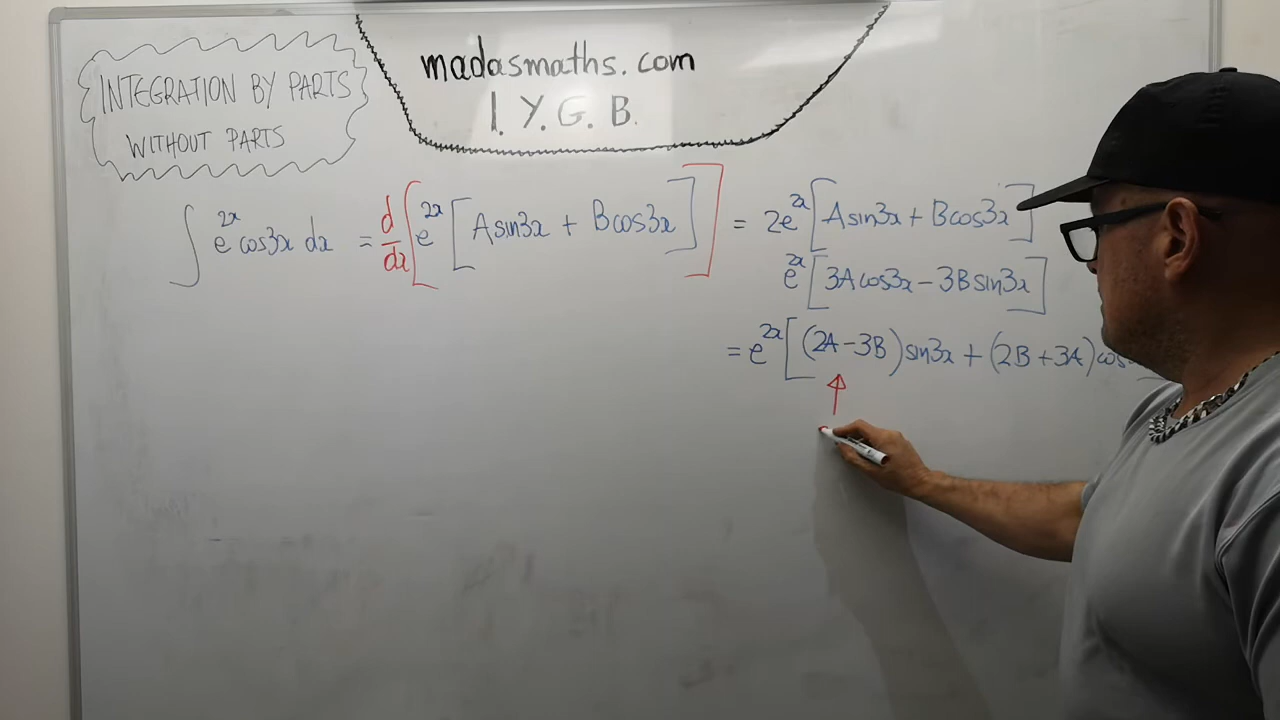 INTEGRATION BY PARTS
WITHOUT PARTS
madasmaths.com
I. Y. G. B.
∫ e^{2x} cos3x dx = d/dx [ e^{2x} [ A sin3x + B cos3x ] ] = 2e^{2x} [ A sin3x + B cos3x ]
e^{2x} [ 3A cos3x - 3B sin3x ]
= e^{2x} [ (2A - 3B) sin3x + (2B + 3A) cos